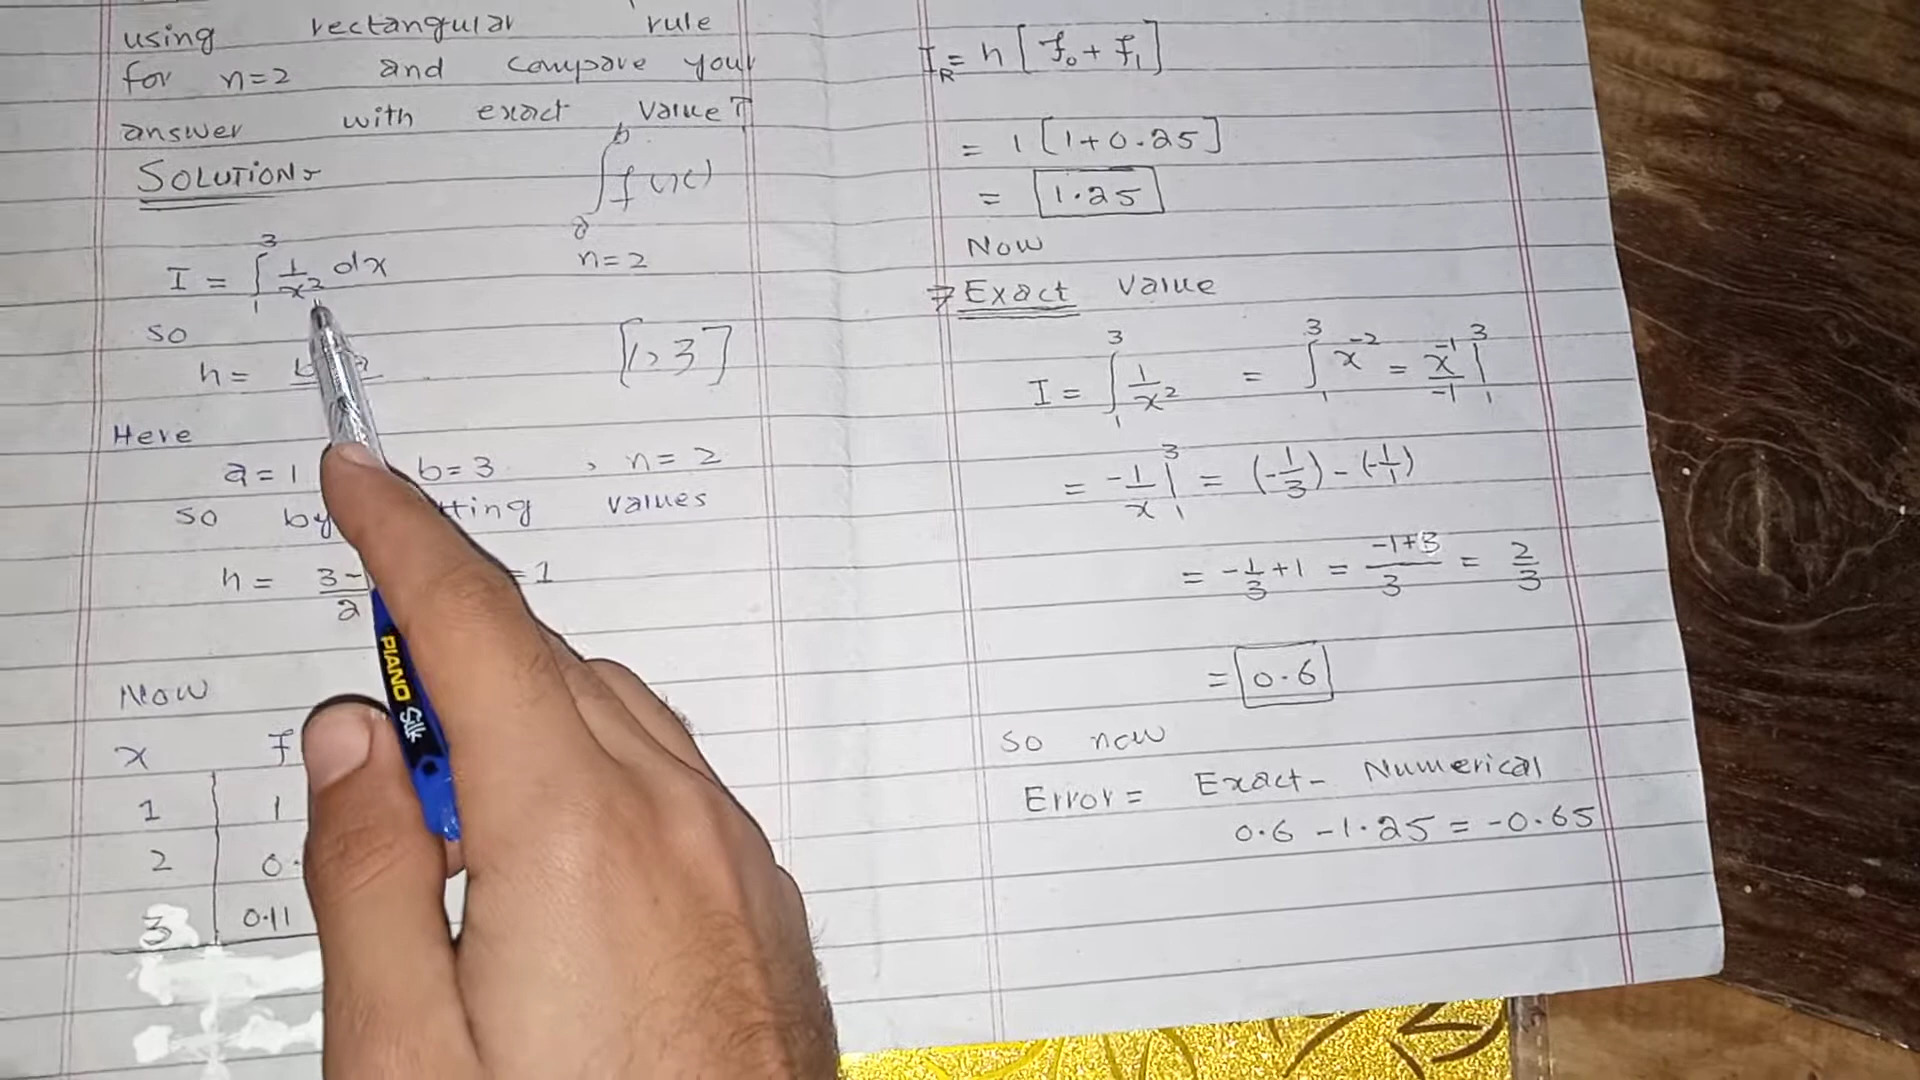 using rectangular rule
for n=2 and compare your
answer with exact value?
SOLUTION:-
∫ₐᵇ f(x)
I = ∫₁³ 1/x² dx
n=2
so
h =
[1, 3]
Here
a=1 b=3 , n=2
so by values
h = 3- =1
2
Now
x f
1 1
2 0.
3 0.11
PIANO Silk
I_R = h [f₀ + f₁]
= 1 [1+0.25]
= 1.25
Now
⇒ Exact value
I = ∫₁³ 1/x² = ∫₁³ x⁻² = x⁻¹/-1 |₁³
= -1/x |₁³ = (-1/3) - (-1/1)
= -1/3 + 1 = -1+3/3 = 2/3
= 0.6
so now
Error = Exact - Numerical
0.6 - 1.25 = -0.65